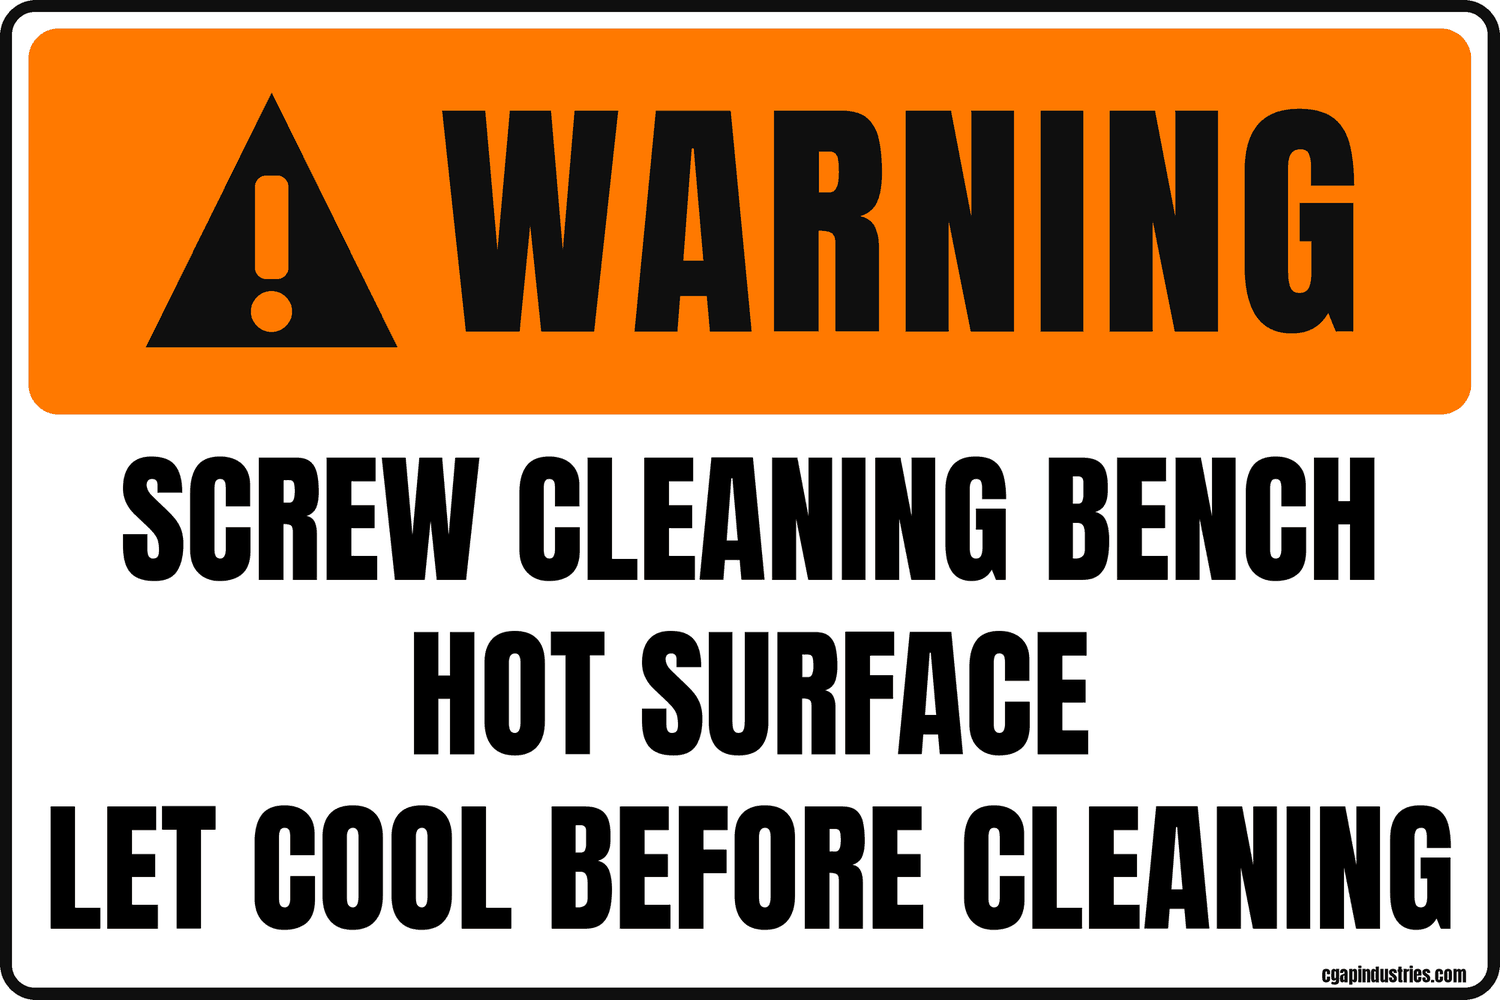 WARNING
SCREW CLEANING BENCH
HOT SURFACE
LET COOL BEFORE CLEANING
cgapindustries.com